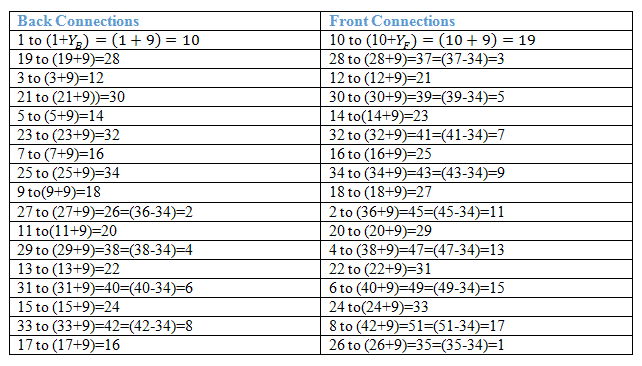 Back Connections Front Connections
1 to (1+Y_B) = (1 + 9) = 10 10 to (10+Y_F) = (10 + 9) = 19
19 to (19+9)=28 28 to (28+9)=37=(37-34)=3
3 to (3+9)=12 12 to (12+9)=21
21 to (21+9))=30 30 to (30+9)=39=(39-34)=5
5 to (5+9)=14 14 to(14+9)=23
23 to (23+9)=32 32 to (32+9)=41=(41-34)=7
7 to (7+9)=16 16 to (16+9)=25
25 to (25+9)=34 34 to (34+9)=43=(43-34)=9
9 to(9+9)=18 18 to (18+9)=27
27 to (27+9)=26=(36-34)=2 2 to (36+9)=45=(45-34)=11
11 to(11+9)=20 20 to (20+9)=29
29 to (29+9)=38=(38-34)=4 4 to (38+9)=47=(47-34)=13
13 to (13+9)=22 22 to (22+9)=31
31 to (31+9)=40=(40-34)=6 6 to (40+9)=49=(49-34)=15
15 to (15+9)=24 24 to(24+9)=33
33 to (33+9)=42=(42-34)=8 8 to (42+9)=51=(51-34)=17
17 to (17+9)=16 26 to (26+9)=35=(35-34)=1